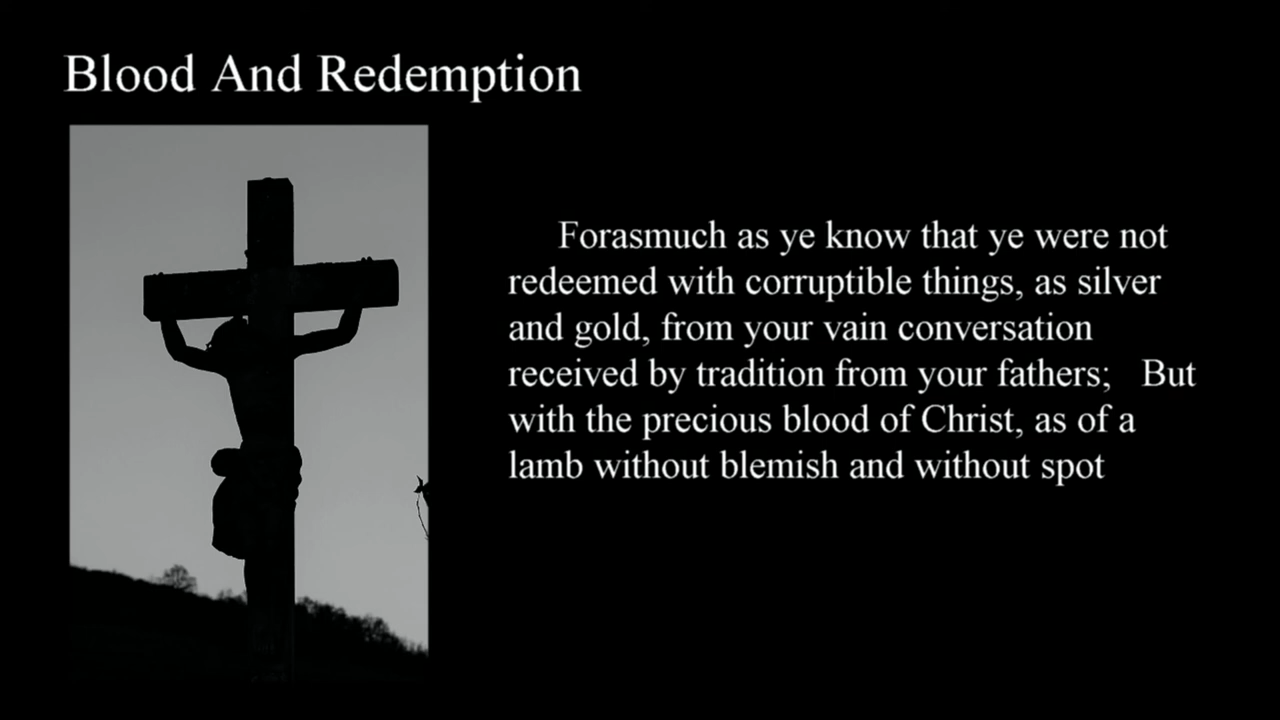 Blood And Redemption
Forasmuch as ye know that ye were not
redeemed with corruptible things, as silver
and gold, from your vain conversation
received by tradition from your fathers;   But
with the precious blood of Christ, as of a
lamb without blemish and without spot